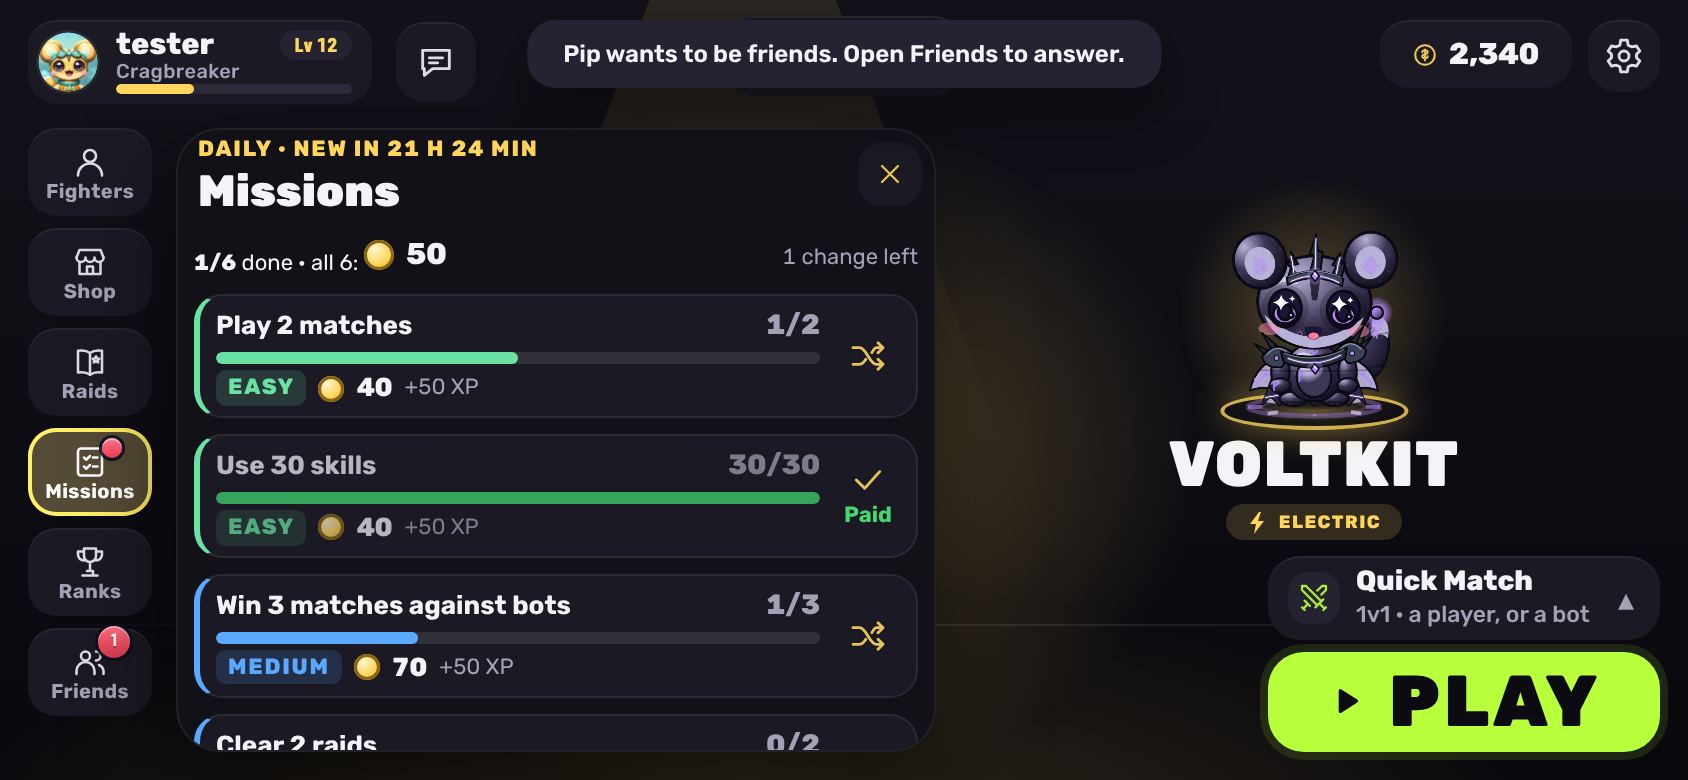 tester
Lv 12
Cragbreaker
Pip wants to be friends. Open Friends to answer.
2,340
Fighters
Shop
Raids
Missions
Ranks
1
Friends
DAILY • NEW IN 21 H 24 MIN
Missions
1/6 done • all 6: 50
1 change left
Play 2 matches 1/2
EASY 40 +50 XP
Use 30 skills 30/30
EASY 40 +50 XP
Paid
Win 3 matches against bots 1/3
MEDIUM 70 +50 XP
Clear 2 raids 0/2
VOLTKIT
ELECTRIC
Quick Match
1v1 • a player, or a bot
PLAY